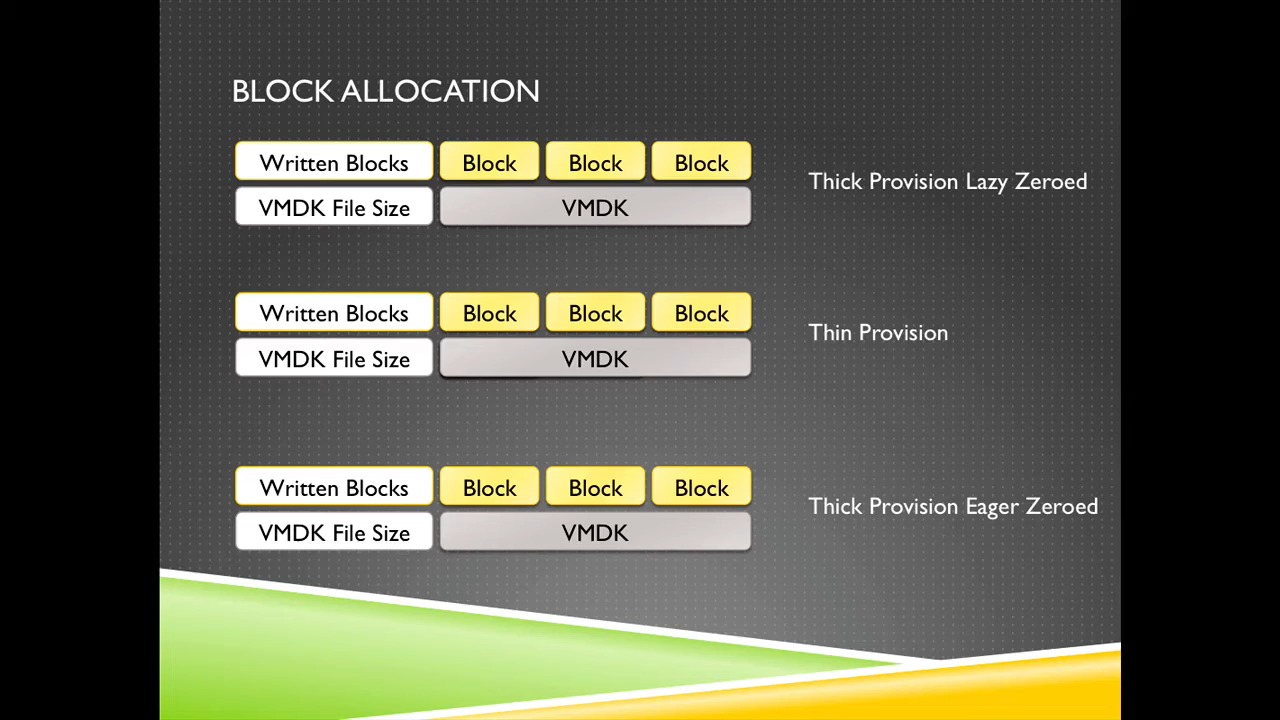 BLOCK ALLOCATION
Written Blocks Block Block Block
Thick Provision Lazy Zeroed
VMDK File Size VMDK
Written Blocks Block Block Block
Thin Provision
VMDK File Size VMDK
Written Blocks Block Block Block
Thick Provision Eager Zeroed
VMDK File Size VMDK